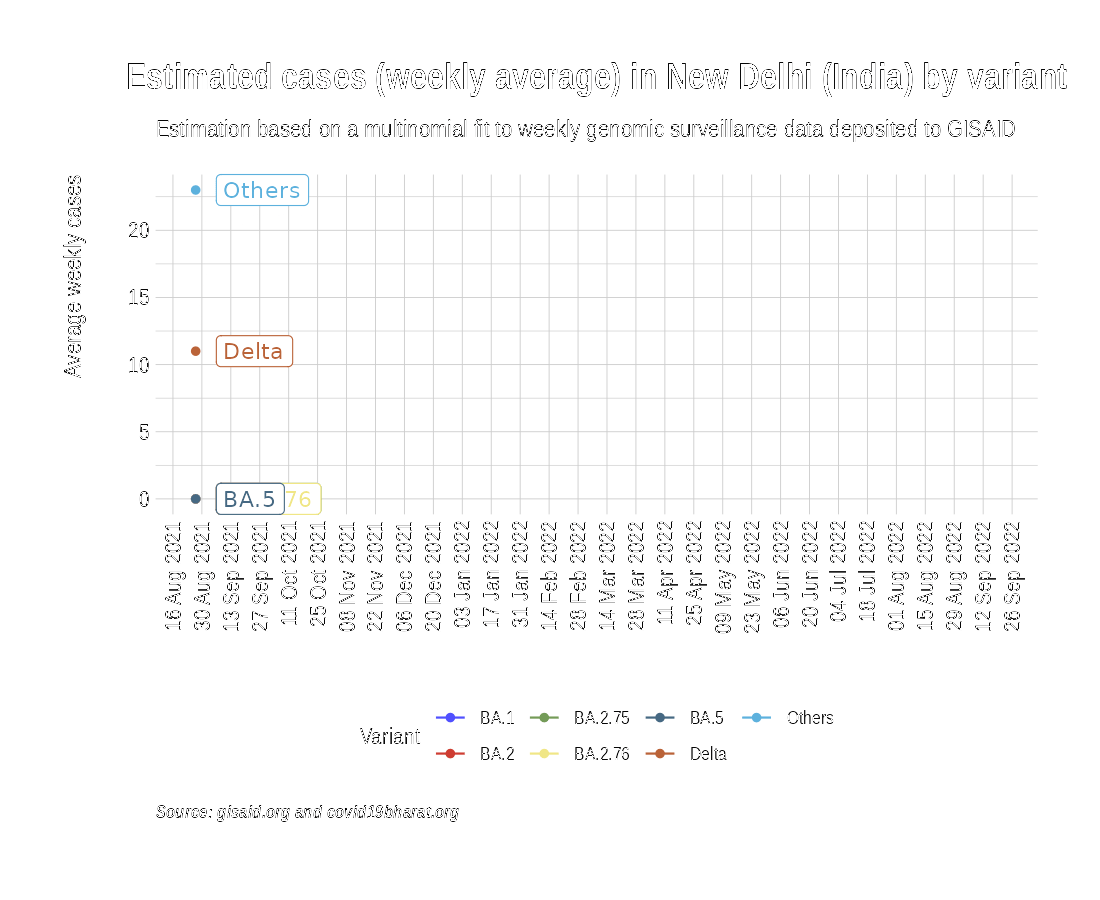 Estimated cases (weekly average) in New Delhi (India) by variant
Estimation based on a multinomial fit to weekly genomic surveillance data deposited to GISAID
Average weekly cases
Others
20
15
Delta
10
5
0
BA.5
76
16 Aug 2021
30 Aug 2021
13 Sep 2021
27 Sep 2021
11 Oct 2021
25 Oct 2021
08 Nov 2021
22 Nov 2021
06 Dec 2021
20 Dec 2021
03 Jan 2022
17 Jan 2022
31 Jan 2022
14 Feb 2022
28 Feb 2022
14 Mar 2022
28 Mar 2022
11 Apr 2022
25 Apr 2022
09 May 2022
23 May 2022
06 Jun 2022
20 Jun 2022
04 Jul 2022
18 Jul 2022
01 Aug 2022
15 Aug 2022
29 Aug 2022
12 Sep 2022
26 Sep 2022
Variant
BA.1 BA.2.75 BA.5 Others
BA.2 BA.2.76 Delta
Source: gisaid.org and covid19bharat.org